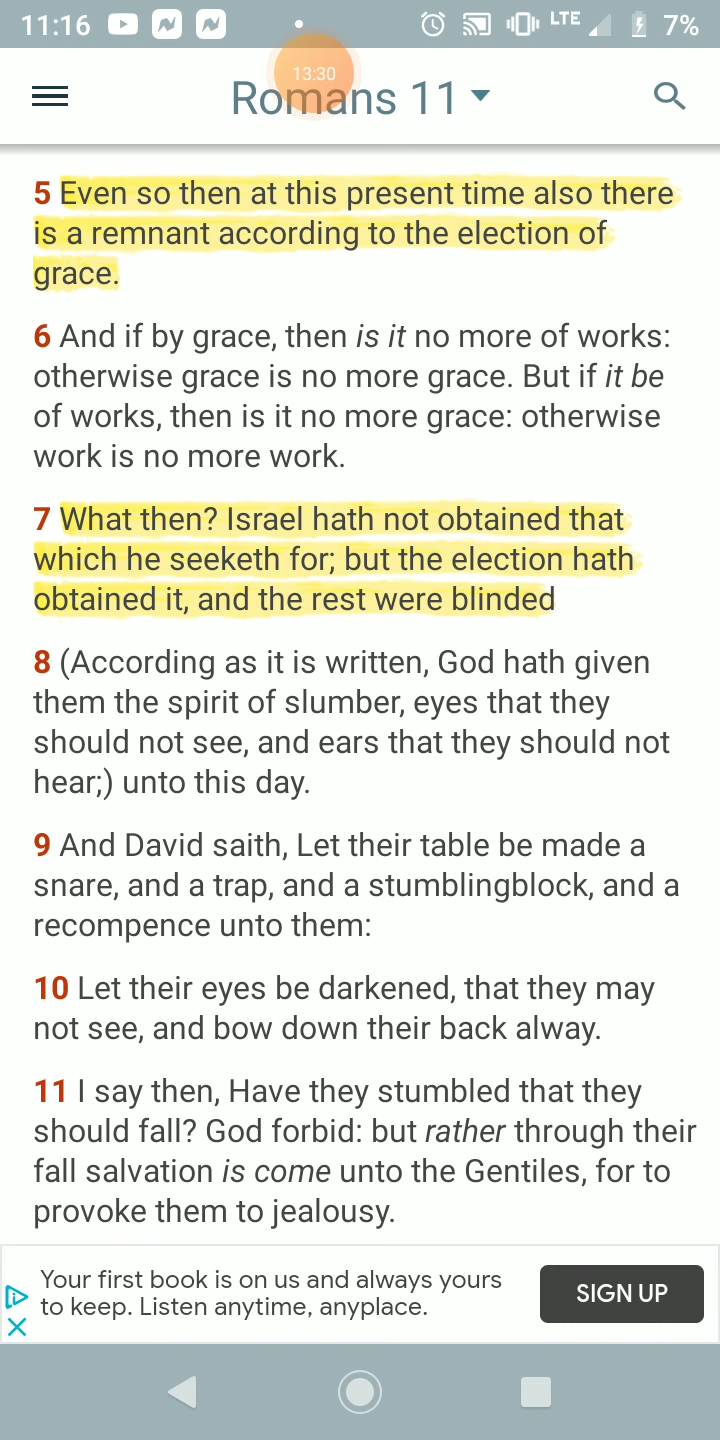 11:16 LTE 7%
13:30
Romans 11
5 Even so then at this present time also there
is a remnant according to the election of
grace.
6 And if by grace, then is it no more of works:
otherwise grace is no more grace. But if it be
of works, then is it no more grace: otherwise
work is no more work.
7 What then? Israel hath not obtained that
which he seeketh for; but the election hath
obtained it, and the rest were blinded
8 (According as it is written, God hath given
them the spirit of slumber, eyes that they
should not see, and ears that they should not
hear;) unto this day.
9 And David saith, Let their table be made a
snare, and a trap, and a stumblingblock, and a
recompence unto them:
10 Let their eyes be darkened, that they may
not see, and bow down their back alway.
11 I say then, Have they stumbled that they
should fall? God forbid: but rather through their
fall salvation is come unto the Gentiles, for to
provoke them to jealousy.
Your first book is on us and always yours
to keep. Listen anytime, anyplace.
SIGN UP